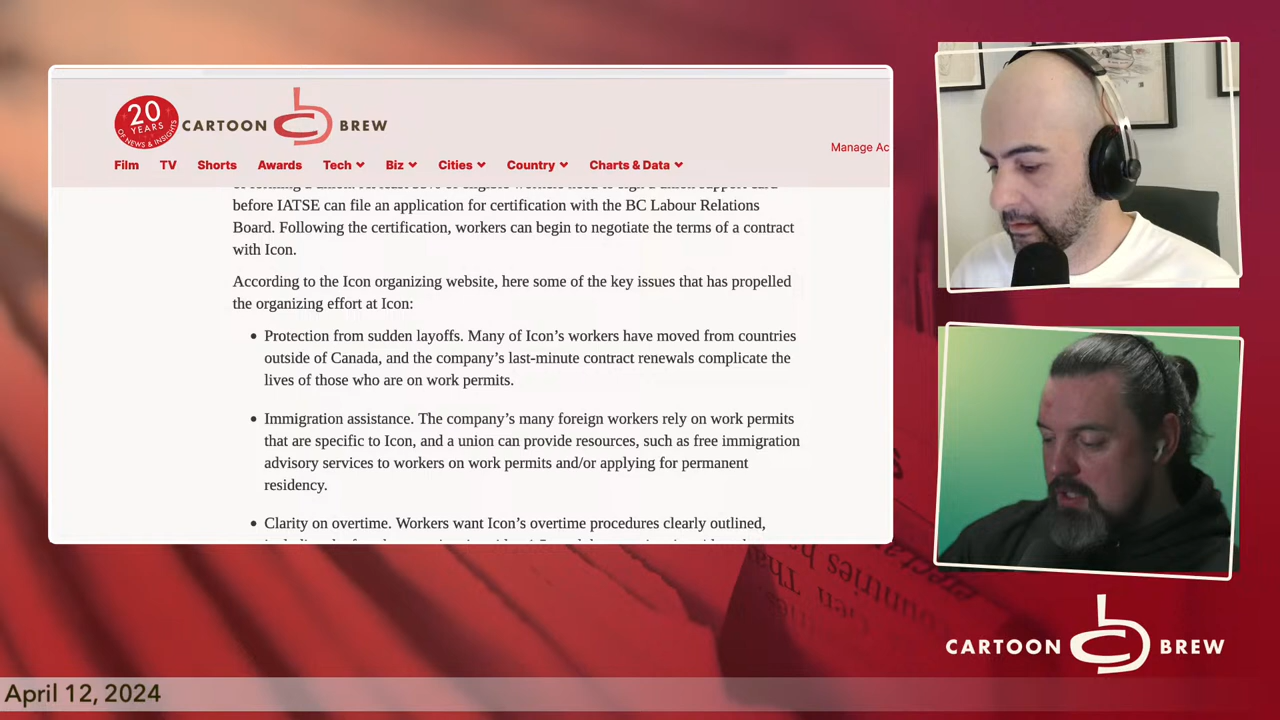 20
YEARS
OF NEWS & INSIGHTS
CARTOON BREW
Manage Ac
Film TV Shorts Awards Tech Biz Cities Country Charts & Data
before IATSE can file an application for certification with the BC Labour Relations
Board. Following the certification, workers can begin to negotiate the terms of a contract
with Icon.
According to the Icon organizing website, here some of the key issues that has propelled
the organizing effort at Icon:
• Protection from sudden layoffs. Many of Icon’s workers have moved from countries
outside of Canada, and the company’s last-minute contract renewals complicate the
lives of those who are on work permits.
• Immigration assistance. The company’s many foreign workers rely on work permits
that are specific to Icon, and a union can provide resources, such as free immigration
advisory services to workers on work permits and/or applying for permanent
residency.
• Clarity on overtime. Workers want Icon’s overtime procedures clearly outlined,
CARTOON BREW
April 12, 2024